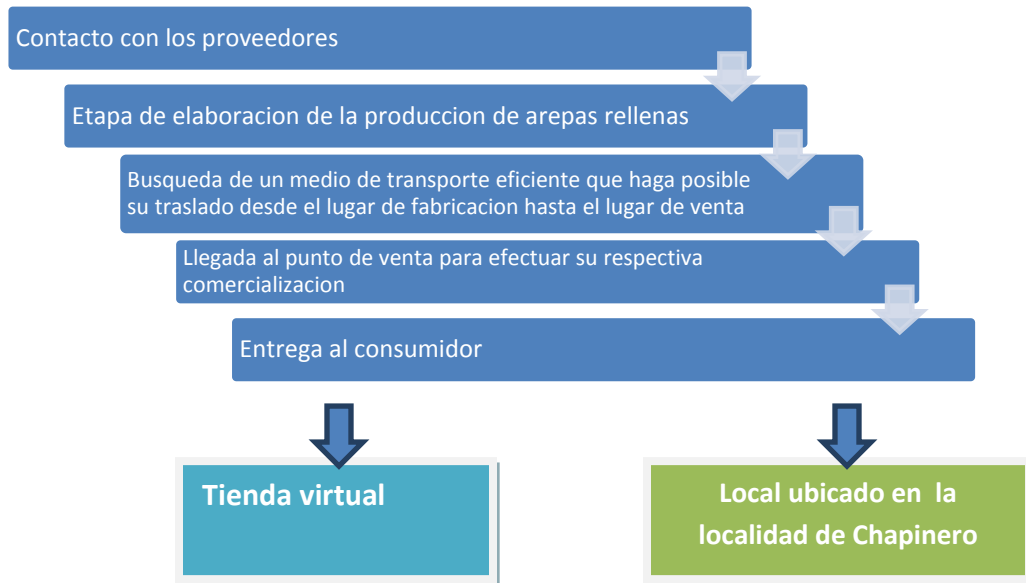 Contacto con los proveedores
Etapa de elaboracion de la produccion de arepas rellenas
Busqueda de un medio de transporte eficiente que haga posible
su traslado desde el lugar de fabricacion hasta el lugar de venta
Llegada al punto de venta para efectuar su respectiva
comercializacion
Entrega al consumidor
Tienda virtual
Local ubicado en la
localidad de Chapinero